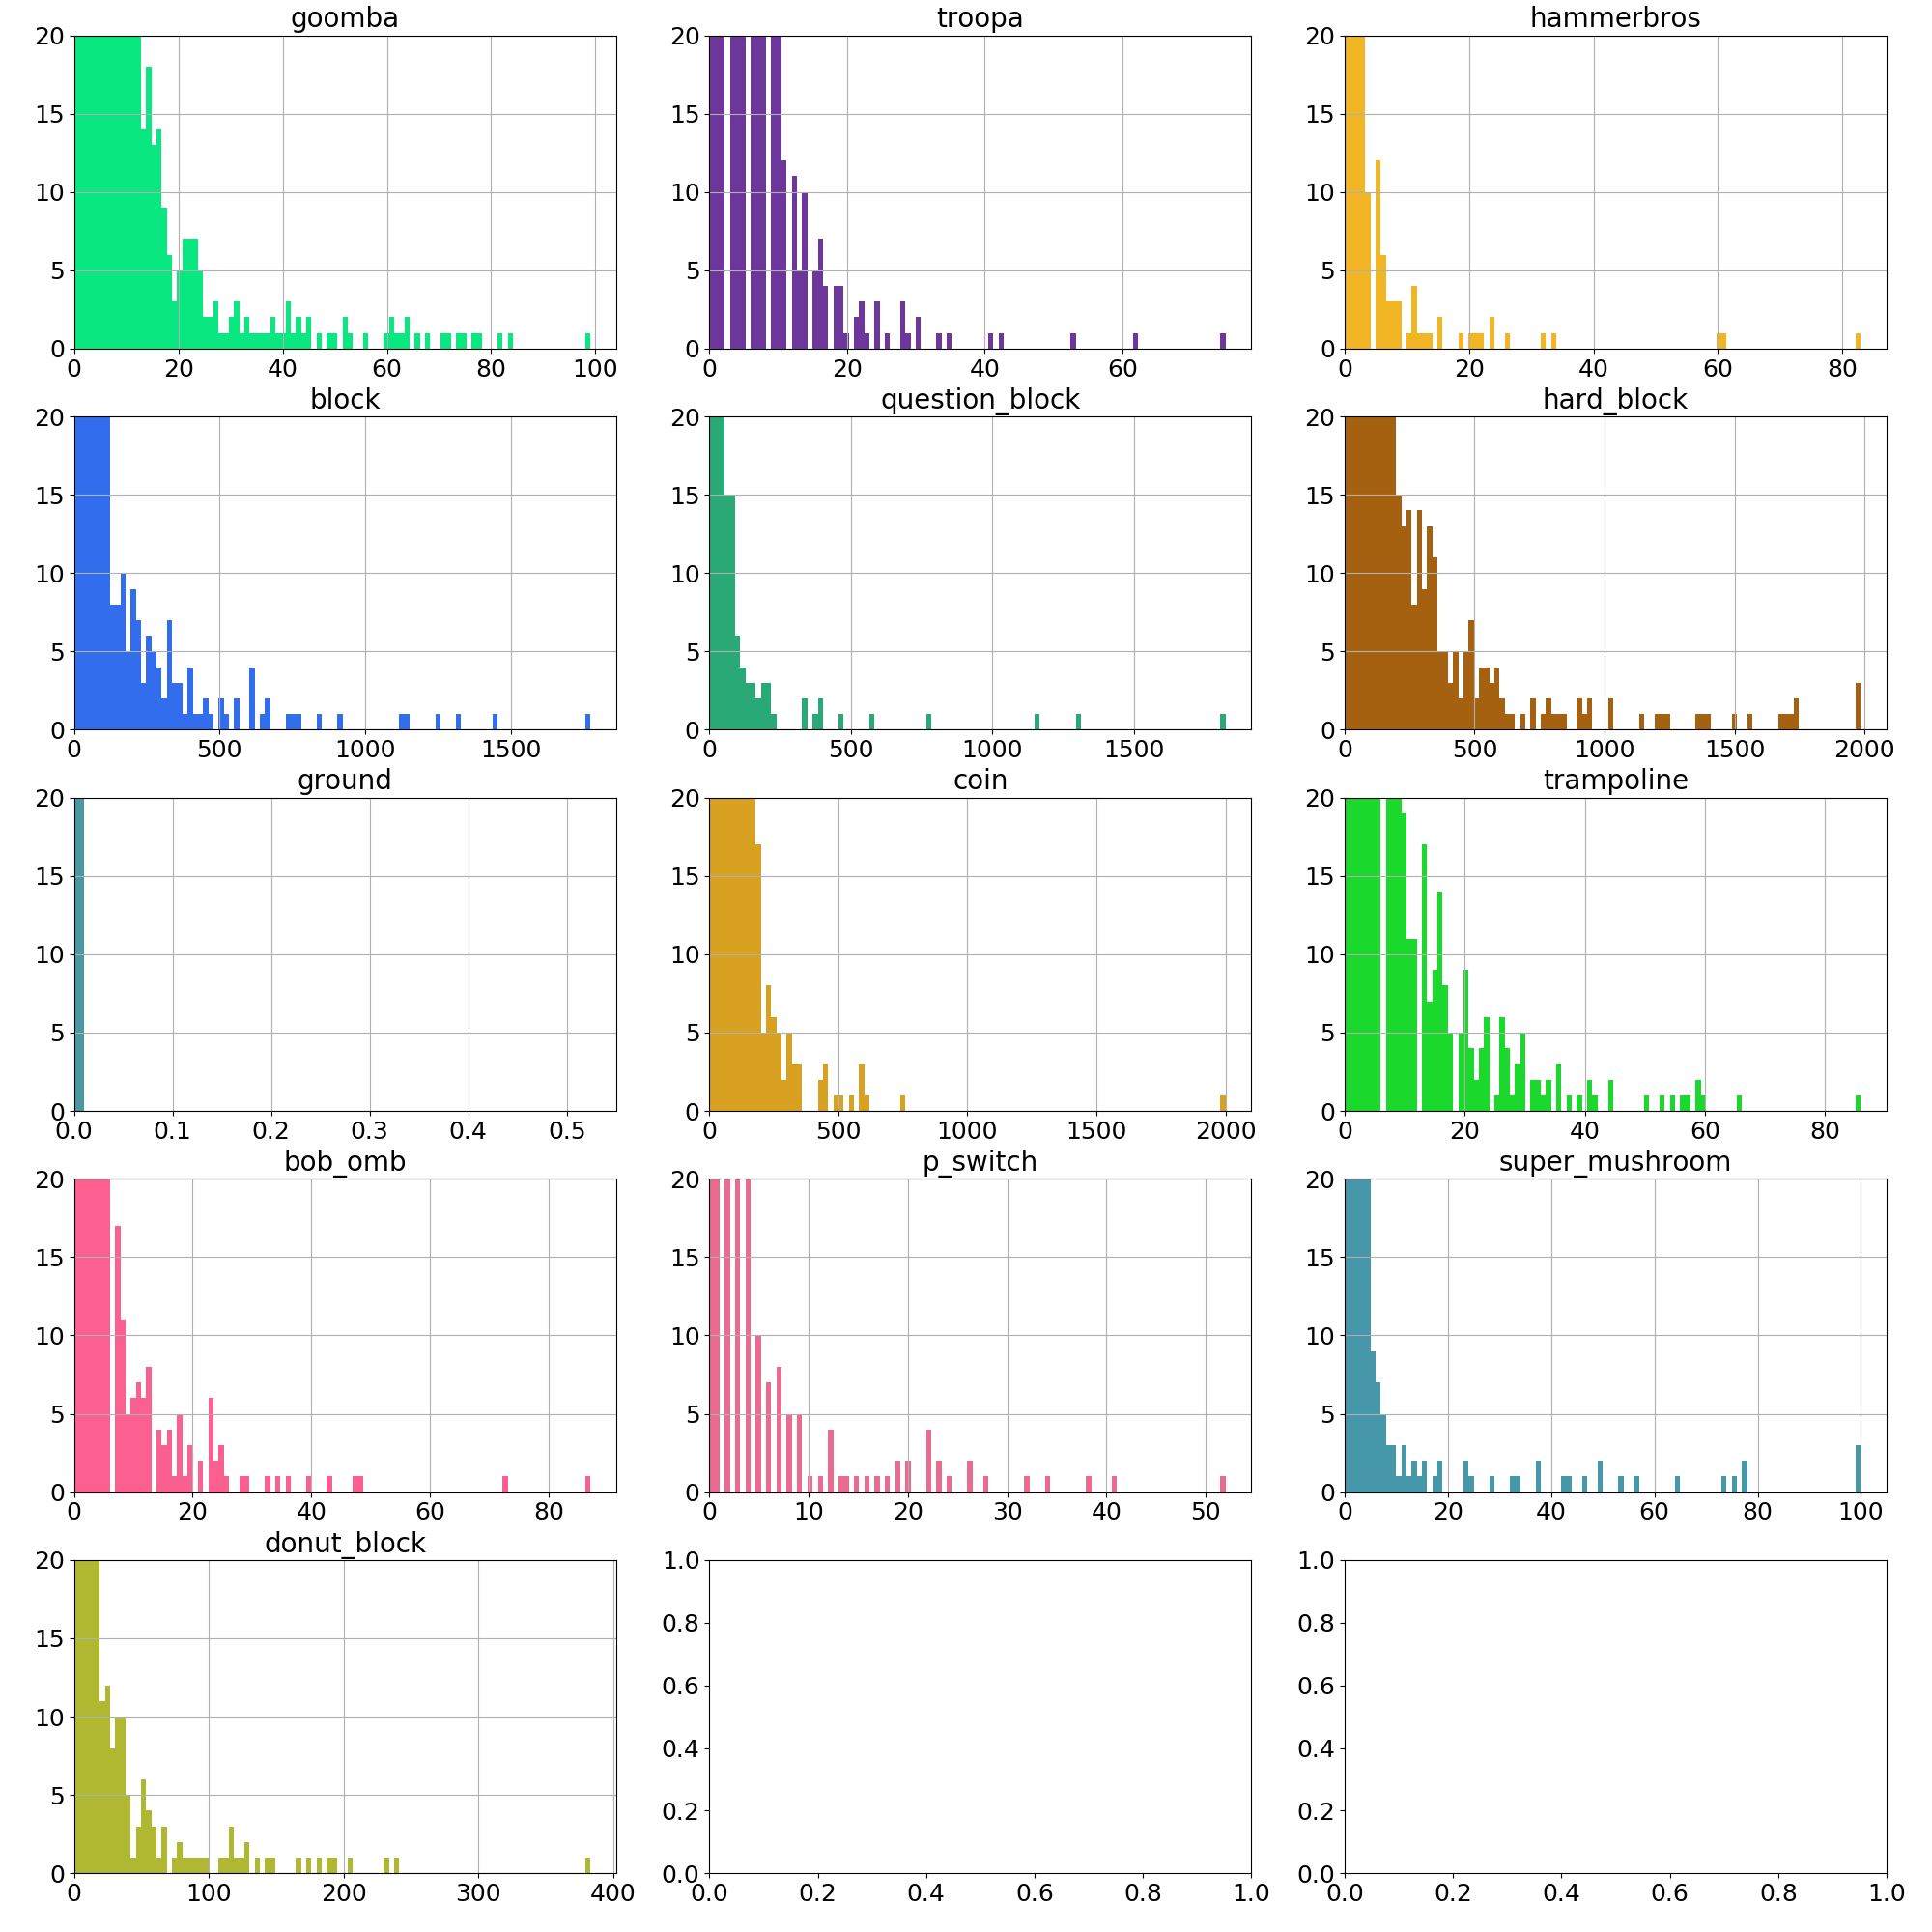 goomba troopa hammerbros
20 20 20
15 15 15
10 10 10
5 5 5
0 0 0
0 20 40 60 80 100 0 20 40 60 0 20 40 60 80
block question_block hard_block
20 20 20
15 15 15
10 10 10
5 5 5
0 0 0
0 500 1000 1500 0 500 1000 1500 0 500 1000 1500 2000
ground coin trampoline
20 20 20
15 15 15
10 10 10
5 5 5
0 0 0
0.0 0.1 0.2 0.3 0.4 0.5 0 500 1000 1500 2000 0 20 40 60 80
bob_omb p_switch super_mushroom
20 20 20
15 15 15
10 10 10
5 5 5
0 0 0
0 20 40 60 80 0 10 20 30 40 50 0 20 40 60 80 100
donut_block
20 1.0 1.0
0.8 0.8
15
0.6 0.6
10
0.4 0.4
5
0.2 0.2
0 0.0 0.0
0 100 200 300 400 0.0 0.2 0.4 0.6 0.8 1.0 0.0 0.2 0.4 0.6 0.8 1.0